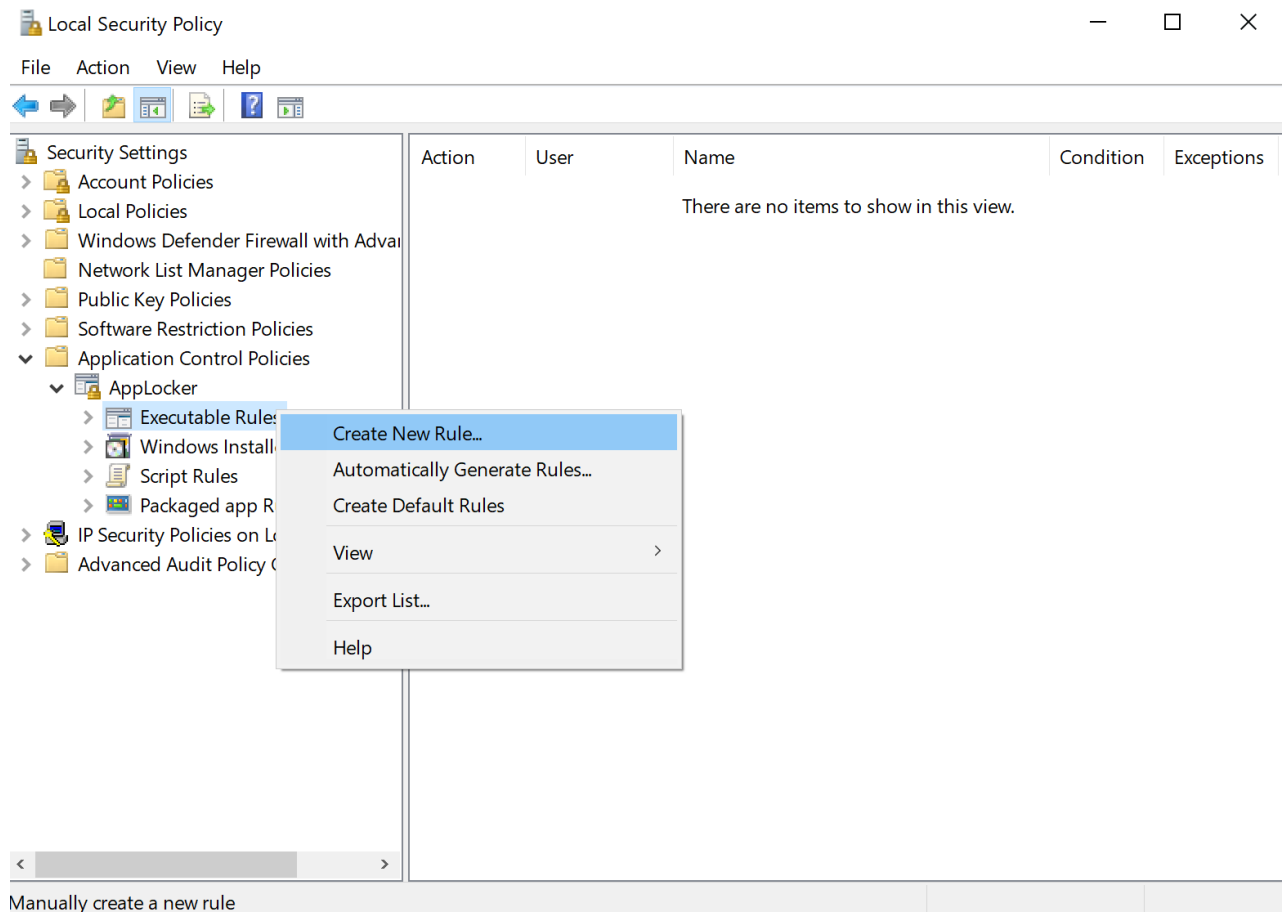 Local Security Policy
File Action View Help
Security Settings
Account Policies
Local Policies
Windows Defender Firewall with Advan
Network List Manager Policies
Public Key Policies
Software Restriction Policies
Application Control Policies
AppLocker
Executable Rules
Windows Installe
Script Rules
Packaged app R
IP Security Policies on Lo
Advanced Audit Policy C
Create New Rule...
Automatically Generate Rules...
Create Default Rules
View
Export List...
Help
Action User Name Condition Exceptions
There are no items to show in this view.
Manually create a new rule